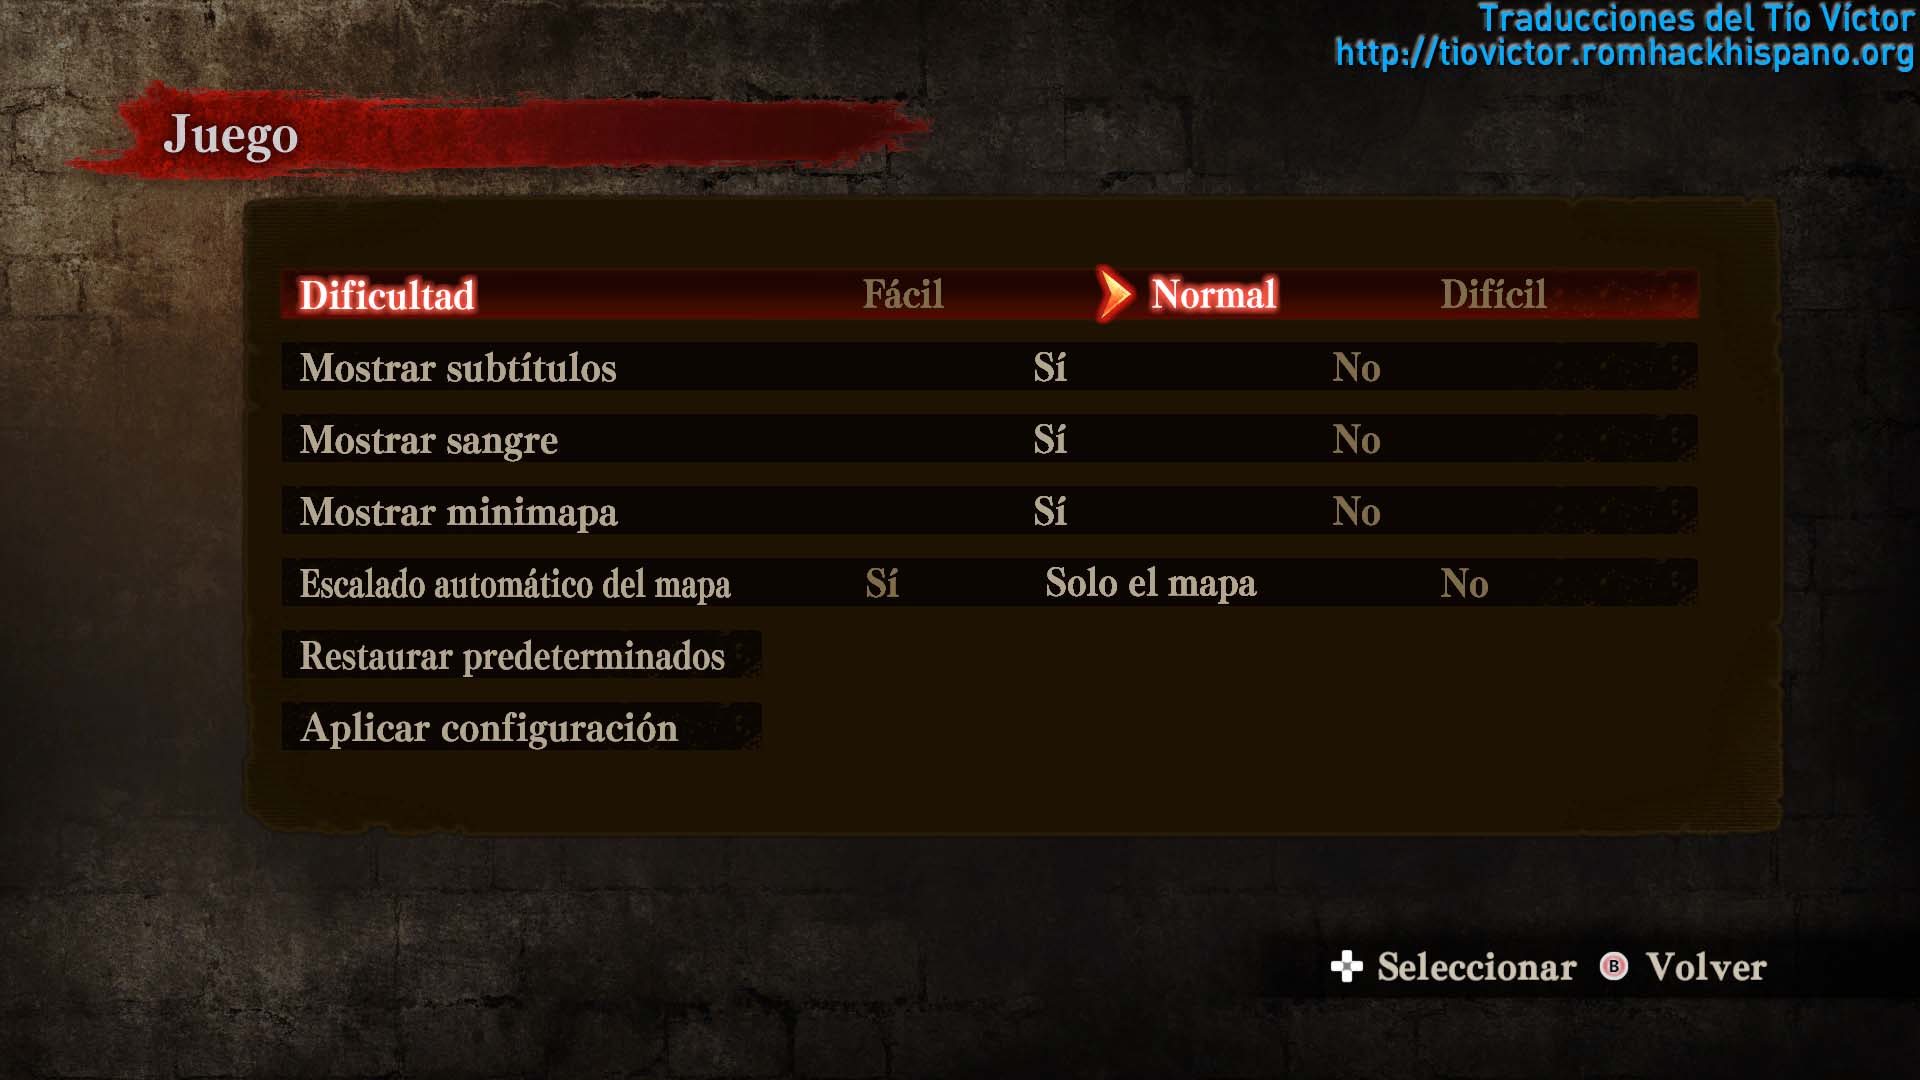 Traducciones del Tío Víctor
http://tiovictor.romhackhispano.org
Juego
Dificultad Fácil Normal Difícil
Mostrar subtítulos Sí No
Mostrar sangre Sí No
Mostrar minimapa Sí No
Escalado automático del mapa Sí Solo el mapa No
Restaurar predeterminados
Aplicar configuración
Seleccionar B Volver